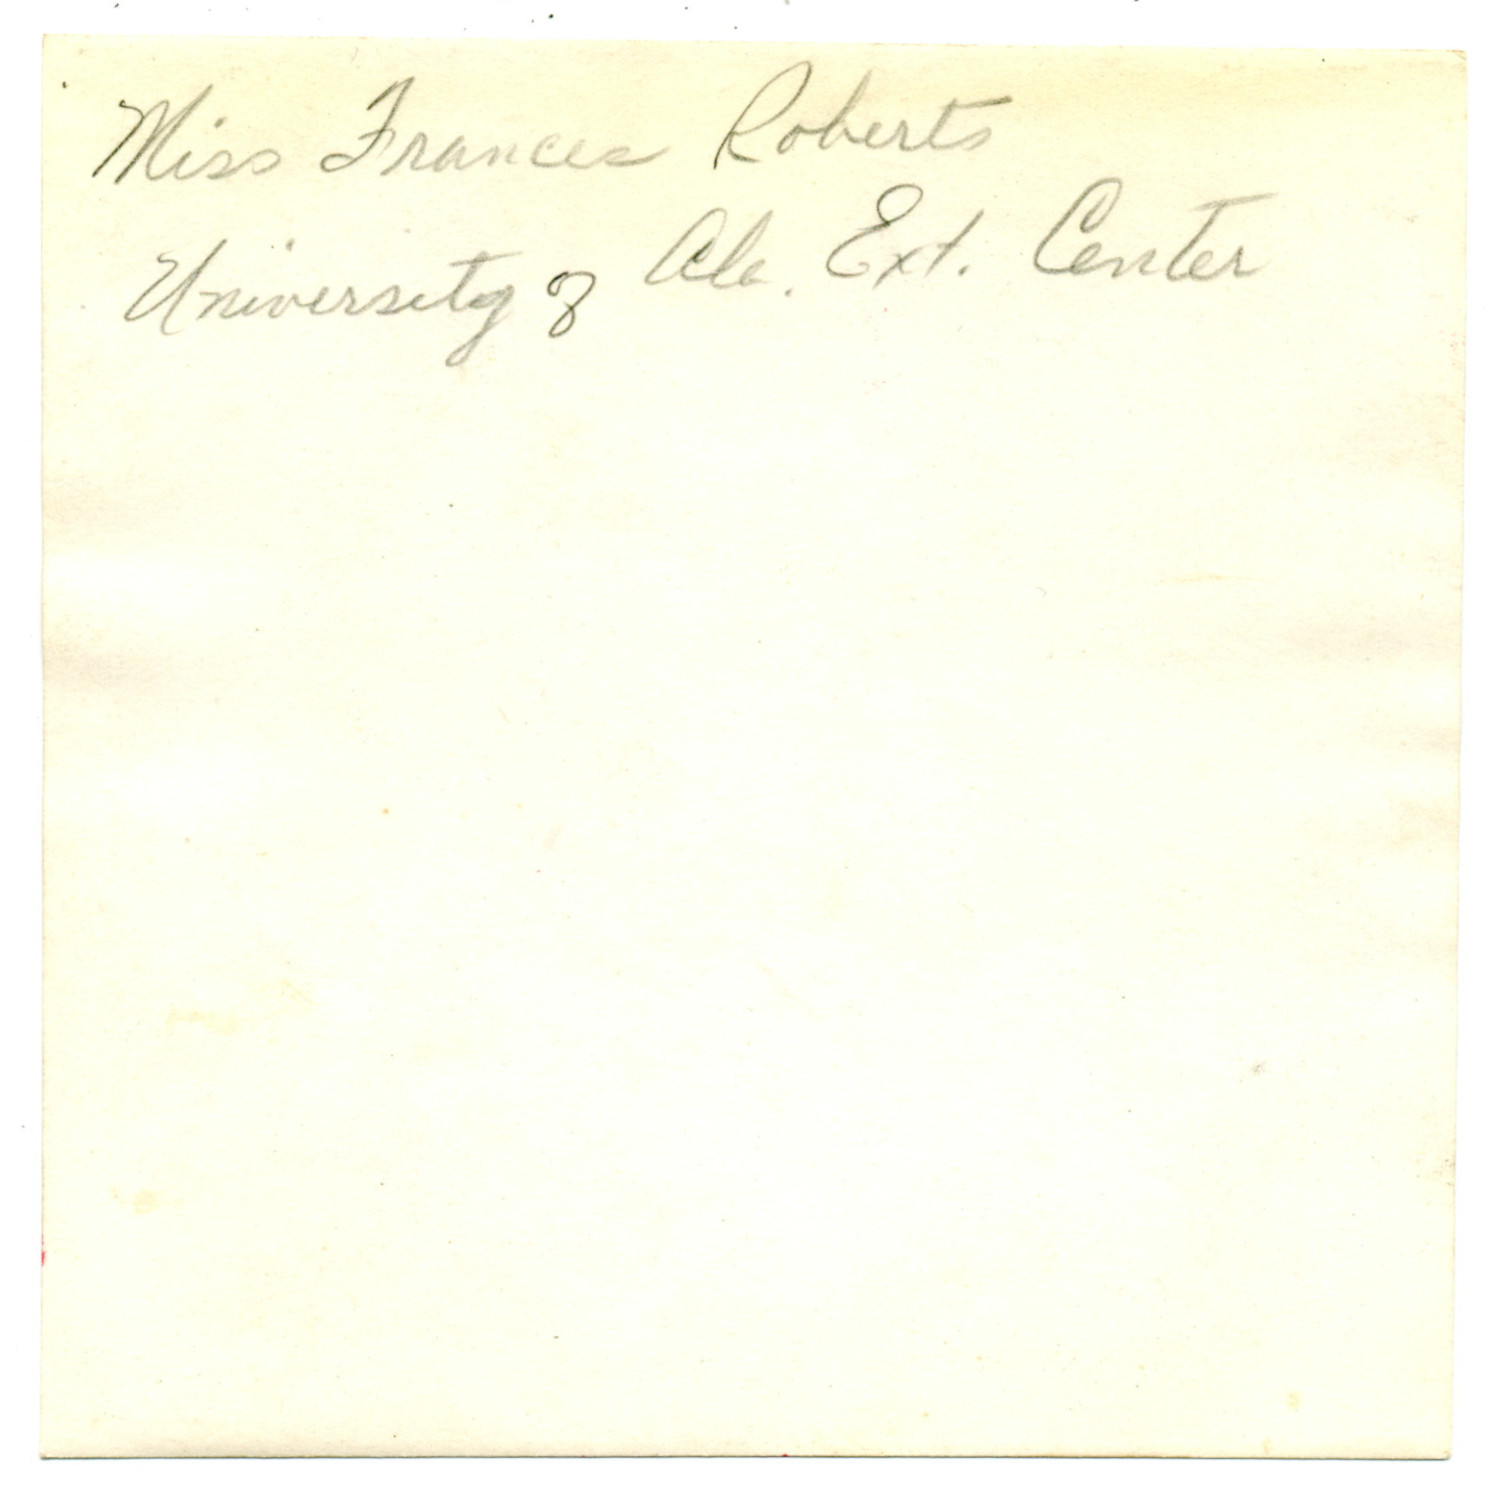 Miss Frances Roberts
University of Ala. Ext. Center